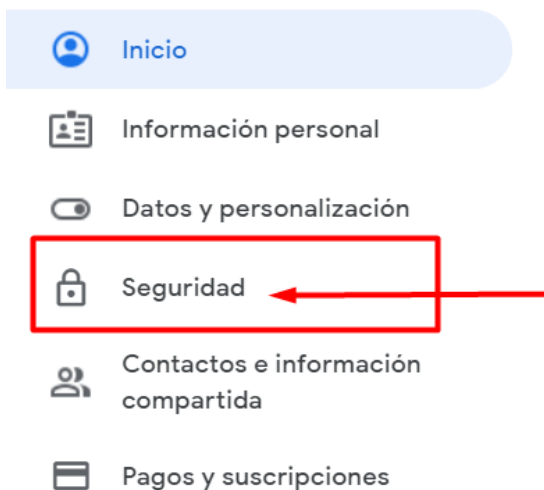 Inicio
Información personal
Datos y personalización
Seguridad
Contactos e información
compartida
Pagos y suscripciones